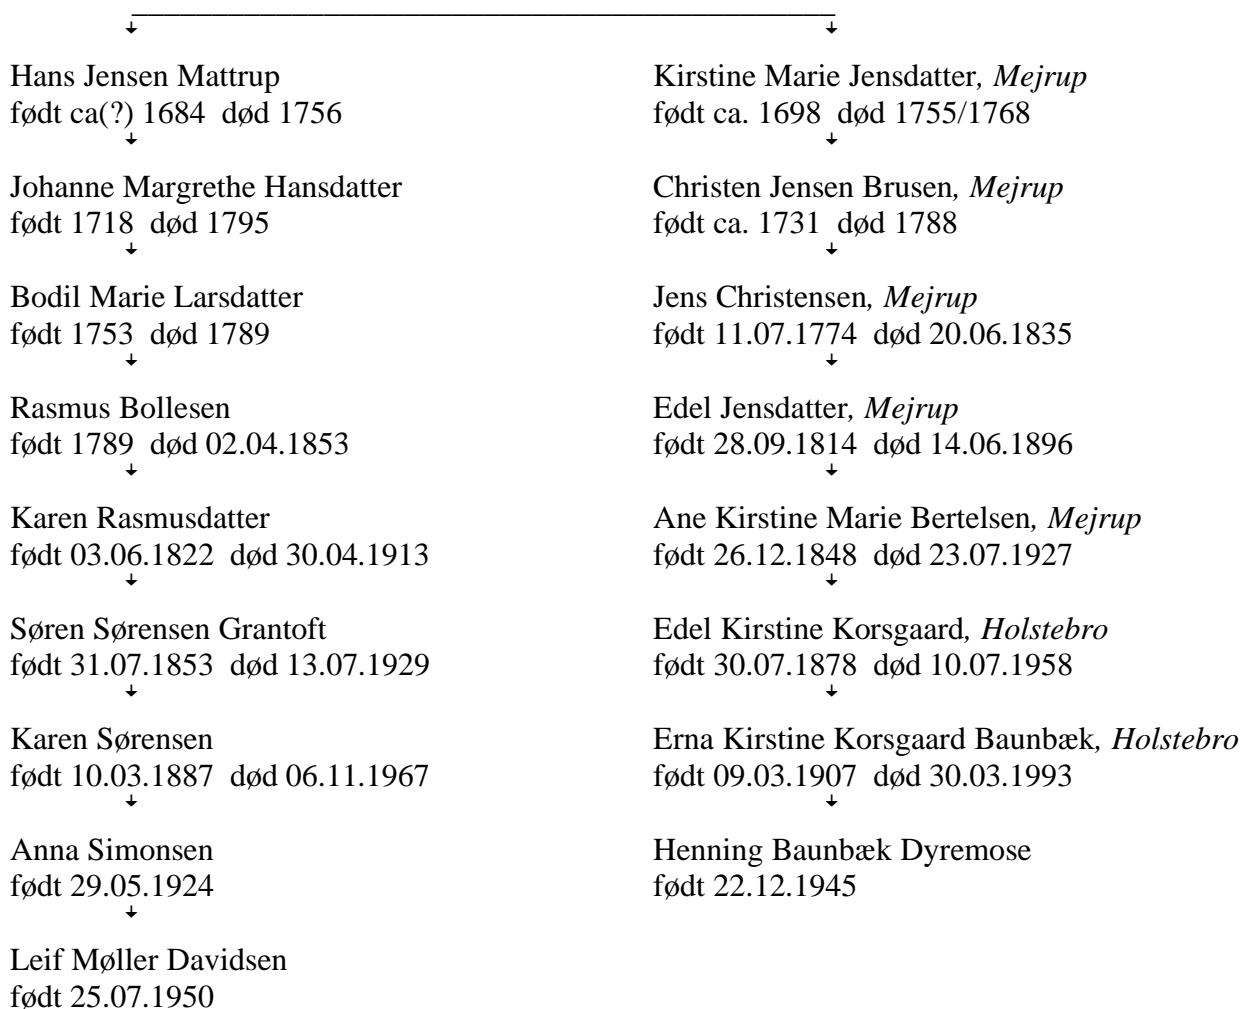 Hans Jensen Mattrup
født ca(?) 1684 død 1756
Johanne Margrethe Hansdatter
født 1718 død 1795
Bodil Marie Larsdatter
født 1753 død 1789
Rasmus Bollesen
født 1789 død 02.04.1853
Karen Rasmusdatter
født 03.06.1822 død 30.04.1913
Søren Sørensen Grantoft
født 31.07.1853 død 13.07.1929
Karen Sørensen
født 10.03.1887 død 06.11.1967
Anna Simonsen
født 29.05.1924
Leif Møller Davidsen
født 25.07.1950
Kirstine Marie Jensdatter, Mejrup
født ca. 1698 død 1755/1768
Christen Jensen Brusen, Mejrup
født ca. 1731 død 1788
Jens Christensen, Mejrup
født 11.07.1774 død 20.06.1835
Edel Jensdatter, Mejrup
født 28.09.1814 død 14.06.1896
Ane Kirstine Marie Bertelsen, Mejrup
født 26.12.1848 død 23.07.1927
Edel Kirstine Korsgaard, Holstebro
født 30.07.1878 død 10.07.1958
Erna Kirstine Korsgaard Baunbæk, Holstebro
født 09.03.1907 død 30.03.1993
Henning Baunbæk Dyremose
født 22.12.1945